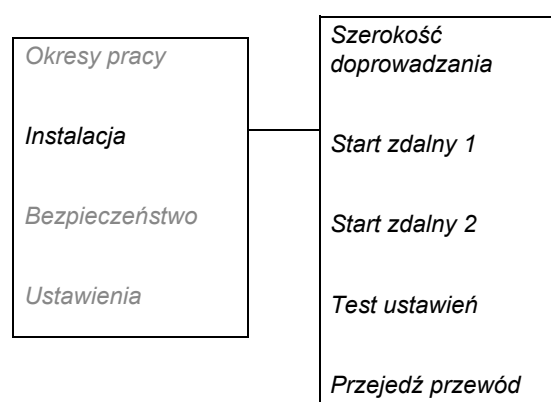 Okresy pracy
Instalacja
Bezpieczeństwo
Ustawienia
Szerokość
doprowadzania
Start zdalny 1
Start zdalny 2
Test ustawień
Przejedź przewód